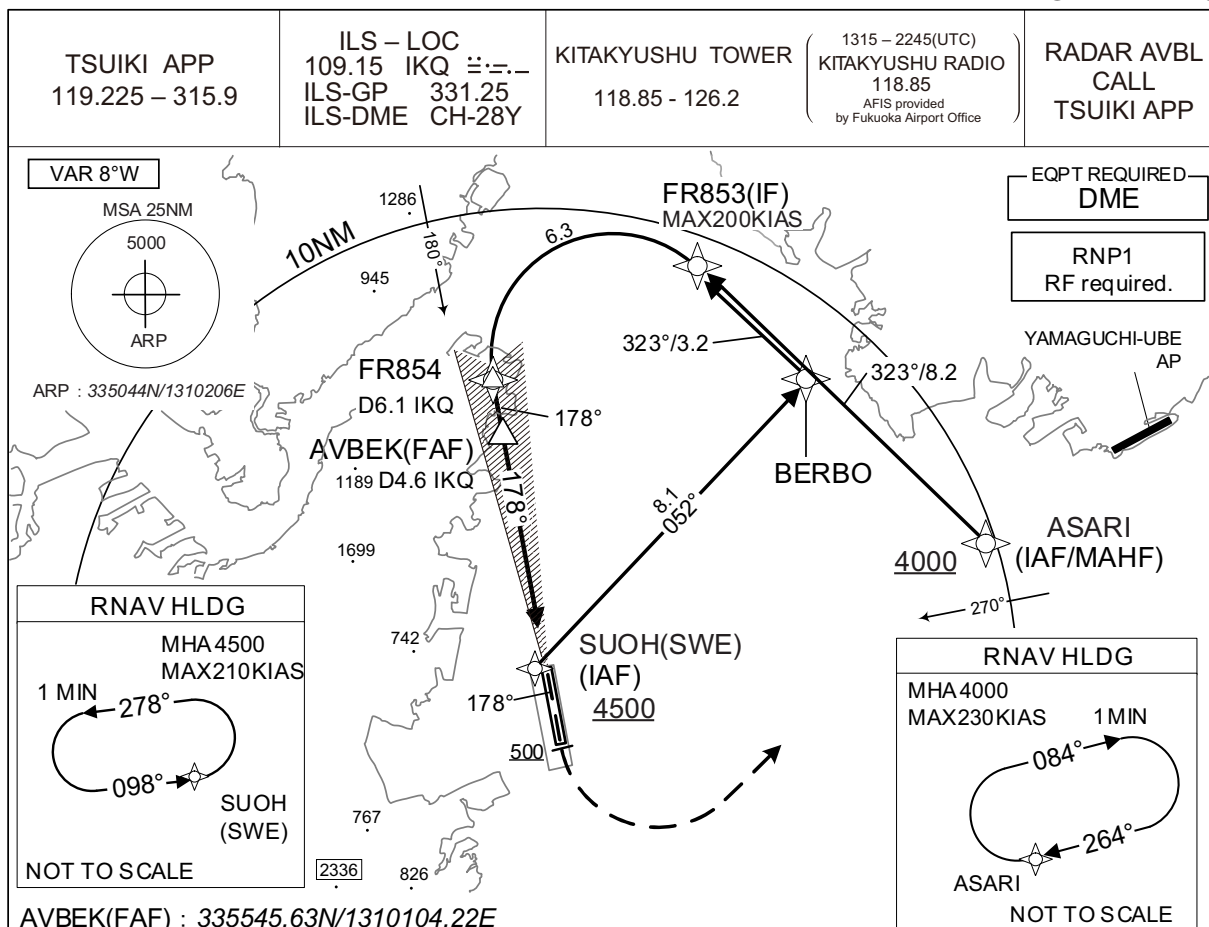 TSUIKI APP
119.225 – 315.9
ILS – LOC
109.15 IKQ
ILS-GP 331.25
ILS-DME CH-28Y
KITAKYUSHU TOWER
118.85 - 126.2
1315 – 2245(UTC)
KITAKYUSHU RADIO
118.85
AFIS provided
by Fukuoka Airport Office
RADAR AVBL
CALL
TSUIKI APP
VAR 8°W
MSA 25NM
5000
ARP
ARP : 335044N/1310206E
10NM
1286
180°
945
6.3
FR853(IF)
MAX200KIAS
EQPT REQUIRED
DME
RNP1
RF required.
YAMAGUCHI-UBE
AP
323°/3.2
323°/8.2
FR854
D6.1 IKQ
178°
AVBEK(FAF)
1189
D4.6 IKQ
178°
BERBO
8.1
052°
1699
ASARI
(IAF/MAHF)
4000
270°
742
SUOH(SWE)
(IAF)
4500
178°
500
767
2336
826
RNAV HLDG
MHA 4500
MAX210KIAS
1 MIN
278°
098°
SUOH
(SWE)
NOT TO SCALE
RNAV HLDG
MHA 4000
MAX230KIAS
1MIN
084°
264°
ASARI
NOT TO SCALE
AVBEK(FAF) : 335545.63N/1310104.22E